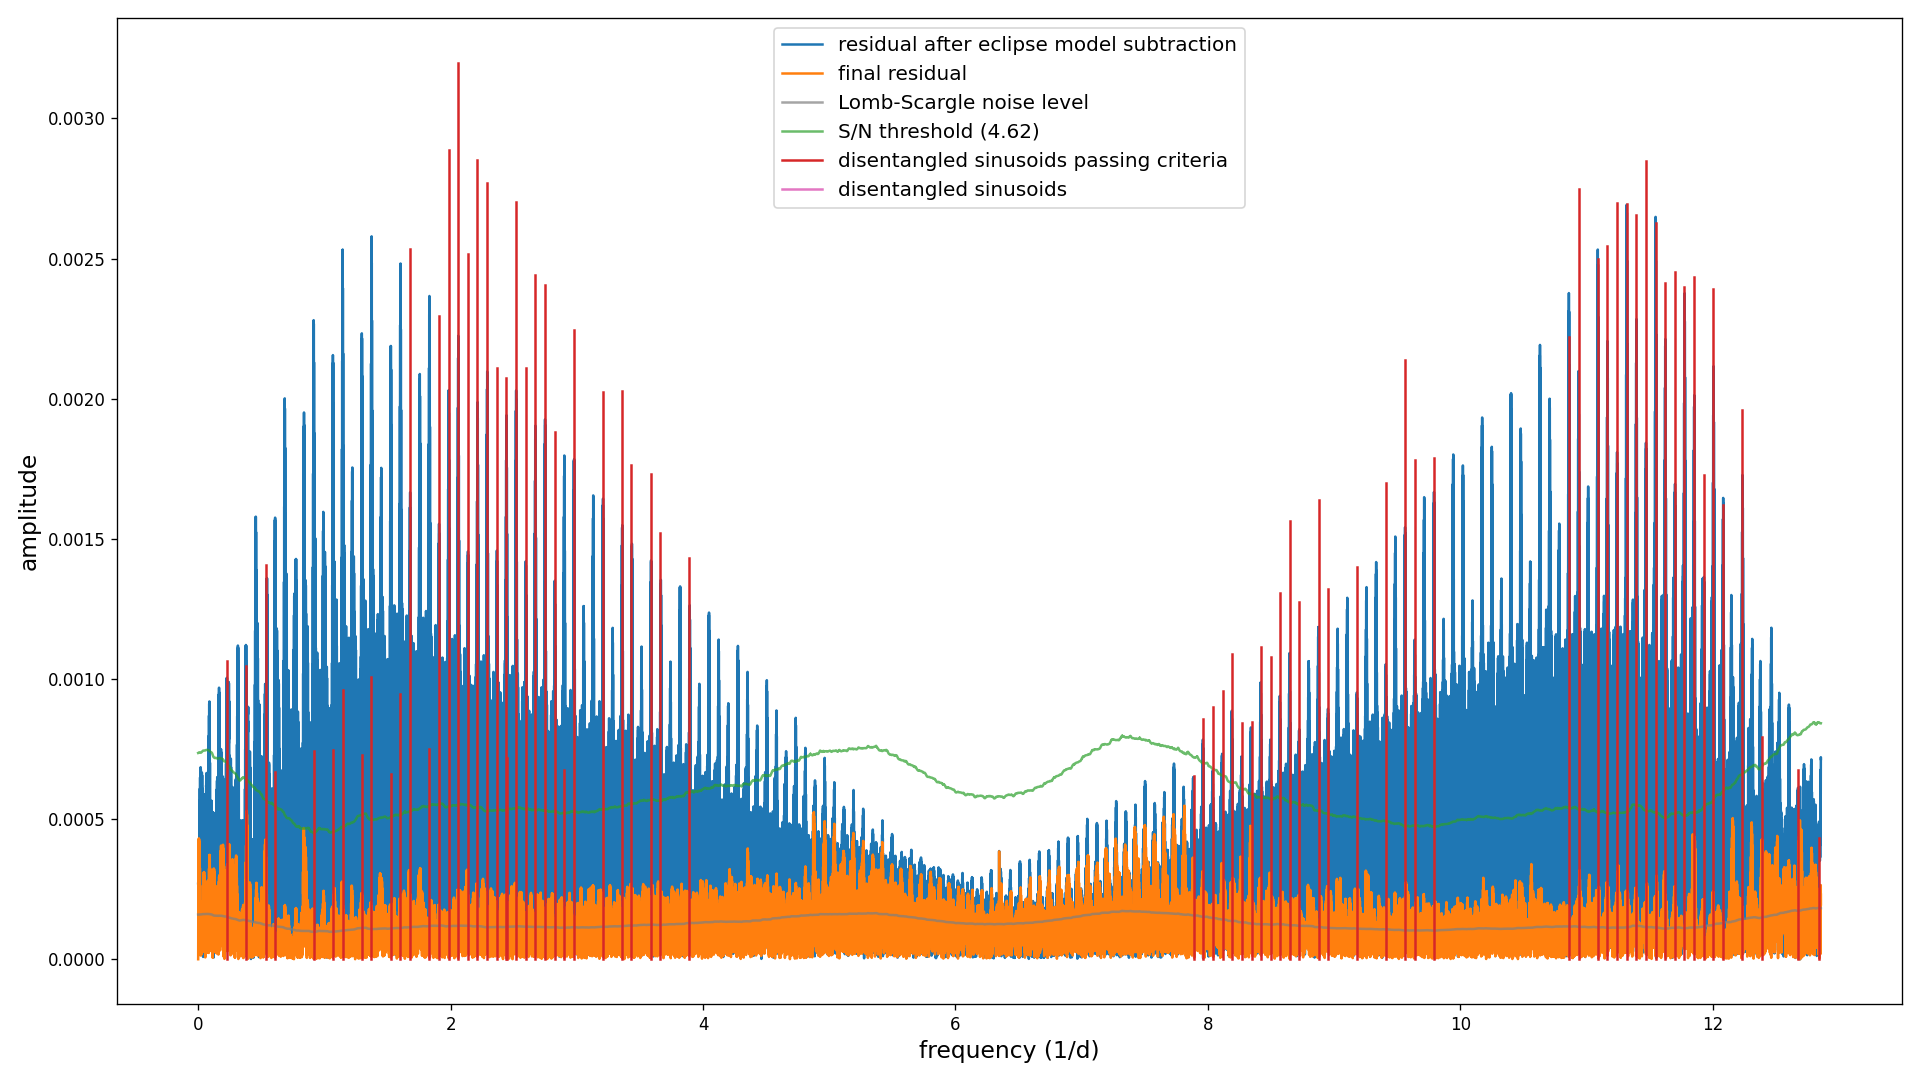 residual after eclipse model subtraction
final residual
Lomb-Scargle noise level
S/N threshold (4.62)
disentangled sinusoids passing criteria
disentangled sinusoids
0.0030
0.0025
0.0020
0.0015
0.0010
0.0005
0.0000
amplitude
0 2 4 6 8 10 12
frequency (1/d)